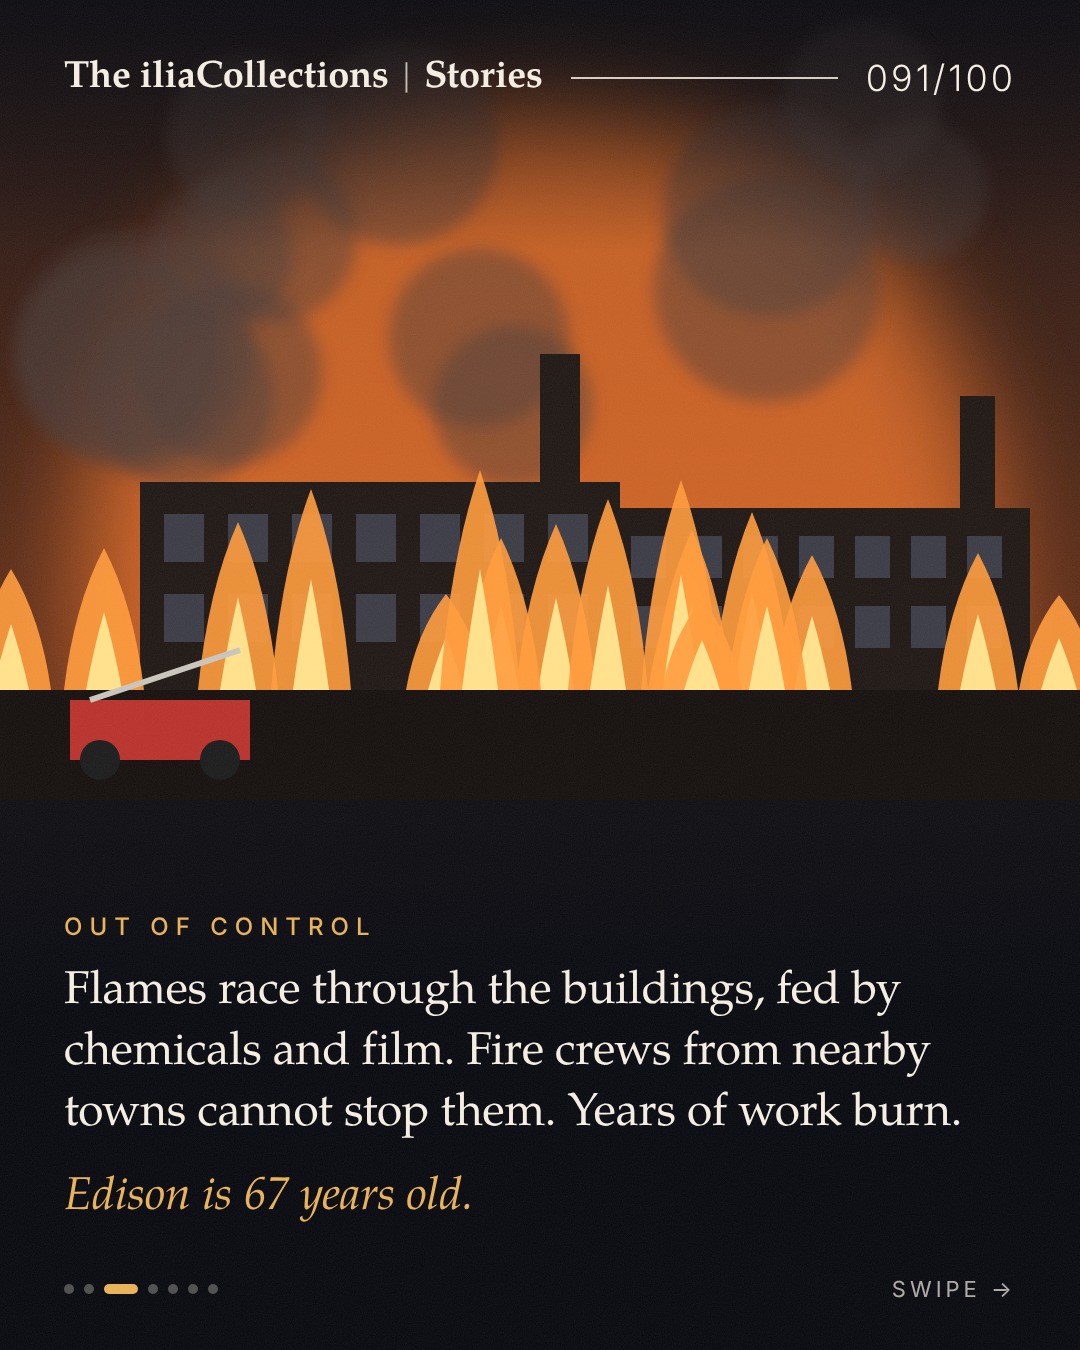 The iliaCollections | Stories 091/100
OUT OF CONTROL
Flames race through the buildings, fed by
chemicals and film. Fire crews from nearby
towns cannot stop them. Years of work burn.
Edison is 67 years old.
SWIPE →